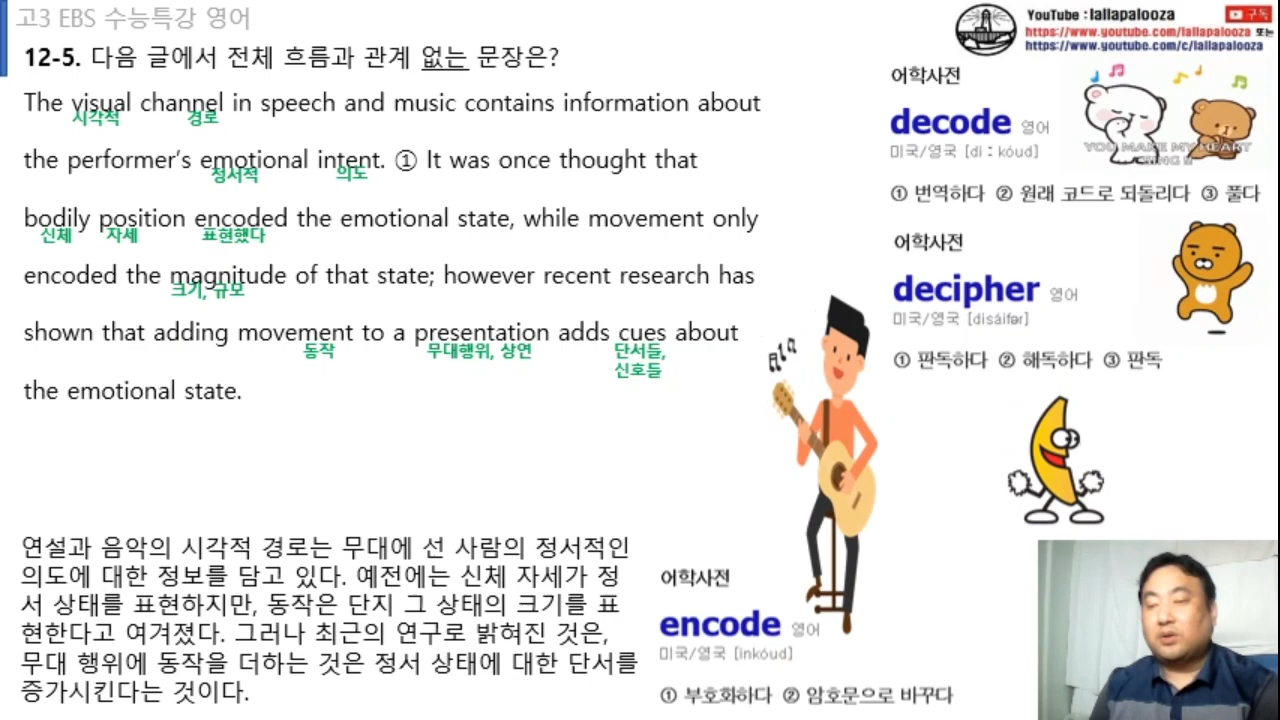 고3 EBS 수능특강 영어
12-5. 다음 글에서 전체 흐름과 관계 없는 문장은?
The visual channel in speech and music contains information about
시각적 경로
the performer's emotional intent. ① It was once thought that
정서적 의도
bodily position encoded the emotional state, while movement only
신체 자세 표현했다
encoded the magnitude of that state; however recent research has
크기, 규모
shown that adding movement to a presentation adds cues about
동작 무대행위, 상연 단서들,
신호들
the emotional state.
연설과 음악의 시각적 경로는 무대에 선 사람의 정서적인
의도에 대한 정보를 담고 있다. 예전에는 신체 자세가 정
서 상태를 표현하지만, 동작은 단지 그 상태의 크기를 표
현한다고 여겨졌다. 그러나 최근의 연구로 밝혀진 것은,
무대 행위에 동작을 더하는 것은 정서 상태에 대한 단서를
증가시킨다는 것이다.
YouTube : lallapalooza
구독
https://www.youtube.com/lallapalooza 또는
https://www.youtube.com/c/lallapalooza
어학사전
decode 영어
미국/영국 [diːkóud]
YOU MAKE MY HEART
SING
① 번역하다 ② 원래 코드로 되돌리다 ③ 풀다
어학사전
decipher 영어
미국/영국 [disáifər]
① 판독하다 ② 해독하다 ③ 판독
어학사전
encode 영어
미국/영국 [inkóud]
① 부호화하다 ② 암호문으로 바꾸다